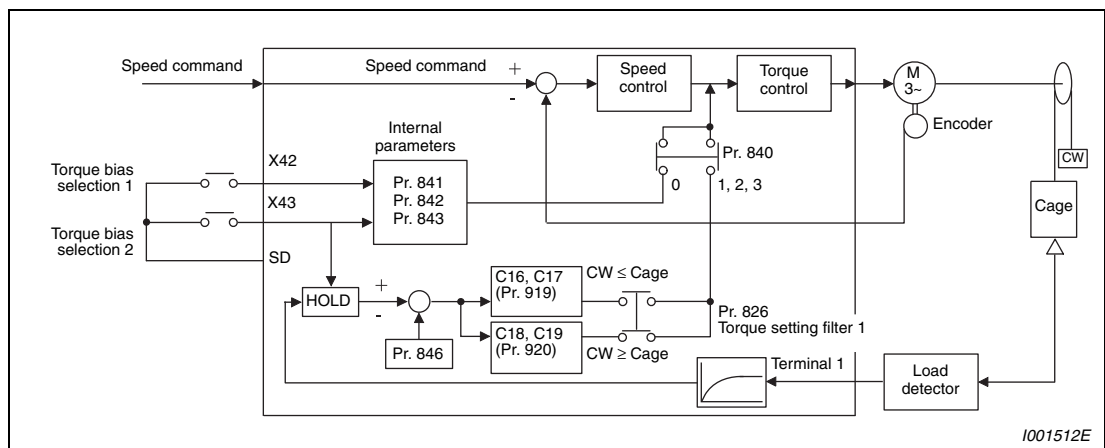 Speed command
Speed command
+
-
Speed
control
Torque
control
M
3~
Encoder
CW
Cage
Internal
parameters
Pr. 841
Pr. 842
Pr. 843
Pr. 840
0
1, 2, 3
Torque bias
selection 1
X42
X43
Torque bias
selection 2
SD
HOLD
+
-
Pr. 846
C16, C17
(Pr. 919)
CW ≤ Cage
C18, C19
(Pr. 920)
CW ≥ Cage
Pr. 826
Torque setting filter 1
Terminal 1
Load
detector
I001512E